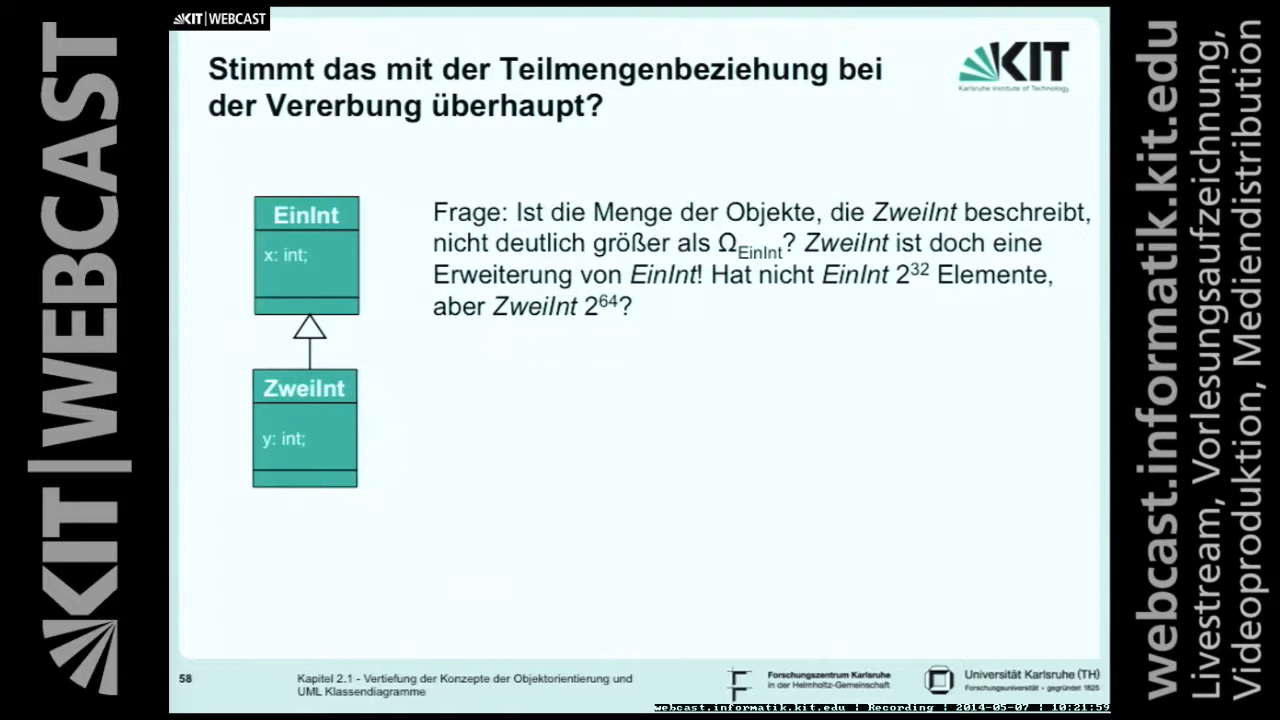 KIT | WEBCAST
KIT|WEBCAST
Stimmt das mit der Teilmengenbeziehung bei
der Vererbung überhaupt?
KIT
Karlsruhe Institute of Technology
EinInt
x: int;
ZweiInt
y: int;
Frage: Ist die Menge der Objekte, die ZweiInt beschreibt,
nicht deutlich größer als Ω_EinInt? ZweiInt ist doch eine
Erweiterung von EinInt! Hat nicht EinInt 2³² Elemente,
aber ZweiInt 2⁶⁴?
58
Kapitel 2.1 - Vertiefung der Konzepte der Objektorientierung und
UML Klassendiagramme
Forschungszentrum Karlsruhe
in der Helmholtz-Gemeinschaft
Universität Karlsruhe (TH)
Forschungsuniversität - gegründet 1825
webcast.informatik.kit.edu | Recording | 2014-05-07 | 10:21:59
webcast.informatik.kit.edu
Livestream, Vorlesungsaufzeichnung,
Videoproduktion, Mediendistribution